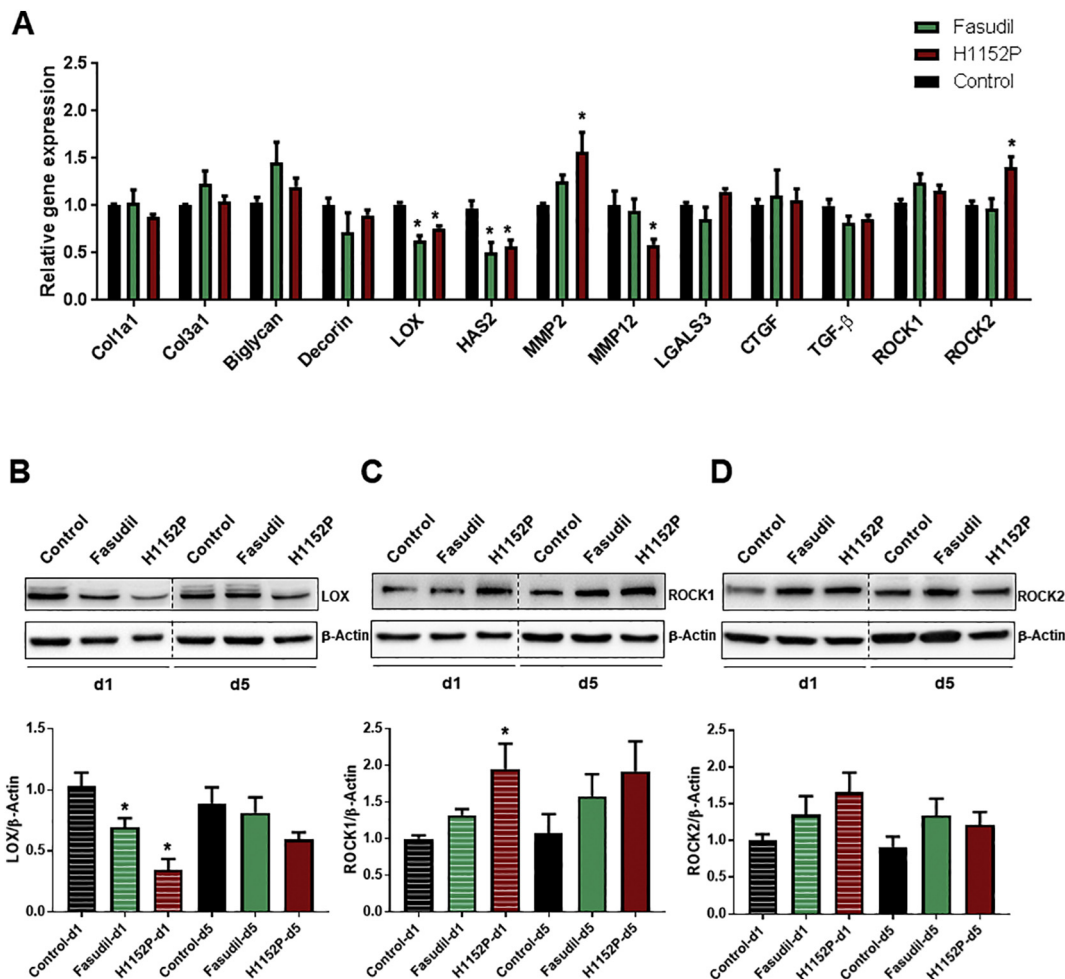 A
Fasudil
H1152P
Control
Relative gene expression
2.5
2.0
1.5
1.0
0.5
0.0
* * * * * * *
Col1a1 Col3a1 Biglycan Decorin LOX HAS2 MMP2 MMP12 LGALS3 CTGF TGF-β ROCK1 ROCK2
B
Control Fasudil H1152P Control Fasudil H1152P
LOX
β-Actin
d1 d5
LOX/β-Actin
1.5
1.0
0.5
0.0
* *
Control-d1 Fasudil-d1 H1152P-d1 Control-d5 Fasudil-d5 H1152P-d5
C
Control Fasudil H1152P Control Fasudil H1152P
ROCK1
β-Actin
d1 d5
ROCK1/β-Actin
2.5
2.0
1.5
1.0
0.5
0.0
*
Control-d1 Fasudil-d1 H1152P-d1 Control-d5 Fasudil-d5 H1152P-d5
D
Control Fasudil H1152P Control Fasudil H1152P
ROCK2
β-Actin
d1 d5
ROCK2/β-Actin
2.5
2.0
1.5
1.0
0.5
0.0
Control-d1 Fasudil-d1 H1152P-d1 Control-d5 Fasudil-d5 H1152P-d5